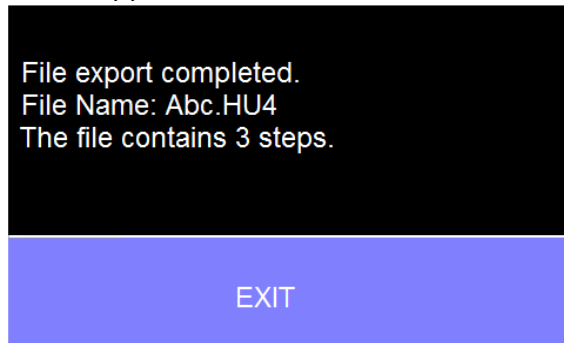 File export completed.
File Name: Abc.HU4
The file contains 3 steps.
EXIT